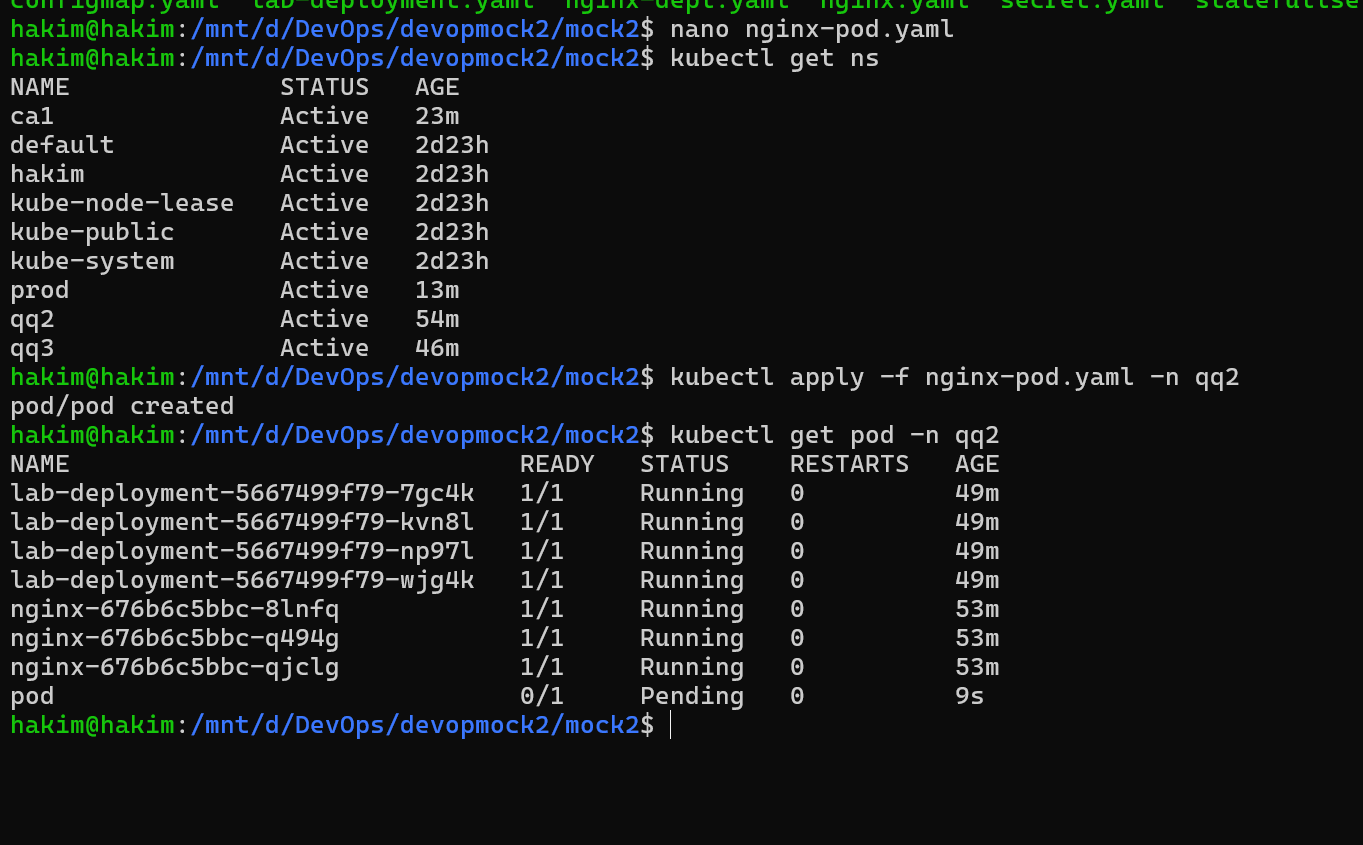 configmap.yaml  lab-deployment.yaml  nginx-dept.yaml  nginx.yaml  secret.yaml
hakim@hakim:/mnt/d/DevOps/devopmock2/mock2$ nano nginx-pod.yaml
hakim@hakim:/mnt/d/DevOps/devopmock2/mock2$ kubectl get ns
NAME              STATUS   AGE
ca1               Active   23m
default           Active   2d23h
hakim             Active   2d23h
kube-node-lease   Active   2d23h
kube-public       Active   2d23h
kube-system       Active   2d23h
prod              Active   13m
qq2               Active   54m
qq3               Active   46m
hakim@hakim:/mnt/d/DevOps/devopmock2/mock2$ kubectl apply -f nginx-pod.yaml -n qq2
pod/pod created
hakim@hakim:/mnt/d/DevOps/devopmock2/mock2$ kubectl get pod -n qq2
NAME                              READY   STATUS    RESTARTS   AGE
lab-deployment-5667499f79-7gc4k   1/1     Running   0          49m
lab-deployment-5667499f79-kvn8l   1/1     Running   0          49m
lab-deployment-5667499f79-np97l   1/1     Running   0          49m
lab-deployment-5667499f79-wjg4k   1/1     Running   0          49m
nginx-676b6c5bbc-8lnfq            1/1     Running   0          53m
nginx-676b6c5bbc-q494g            1/1     Running   0          53m
nginx-676b6c5bbc-qjclg            1/1     Running   0          53m
pod                               0/1     Pending   0          9s
hakim@hakim:/mnt/d/DevOps/devopmock2/mock2$